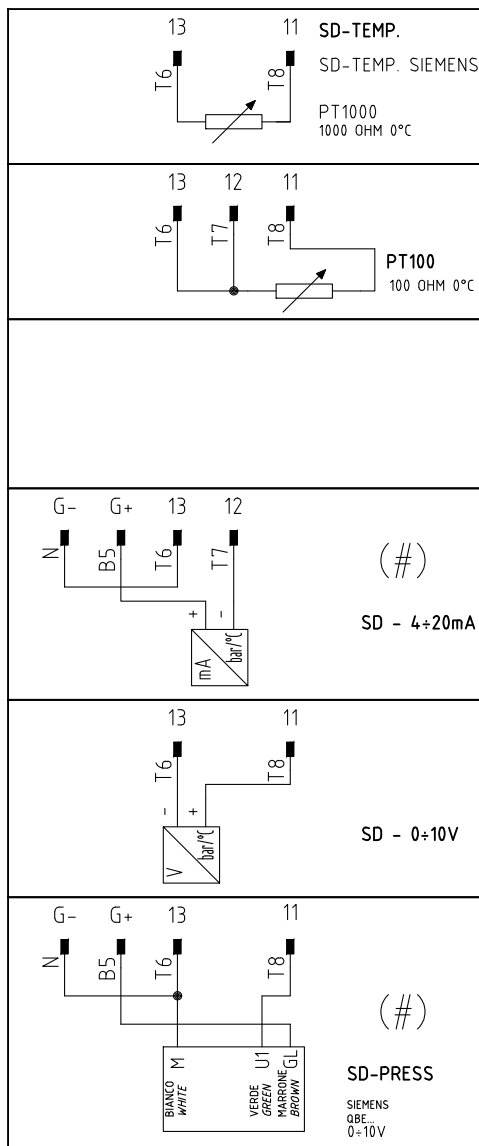 13 11 SD-TEMP.
T6 T8 SD-TEMP. SIEMENS
PT1000
1000 OHM 0°C
13 12 11
T6 T7 T8
PT100
100 OHM 0°C
G- G+ 13 12
N B5 T6 T7
(#)
+ -
mA bar/°C
SD - 4÷20mA
13 11
T6 T8
- +
V bar/°C
SD - 0÷10V
G- G+ 13 11
N B5 T6 T8
(#)
M U1 GL
BIANCO
WHITE
VERDE
GREEN
MARRONE
BROWN
SD-PRESS
SIEMENS
QBE...
0÷10V